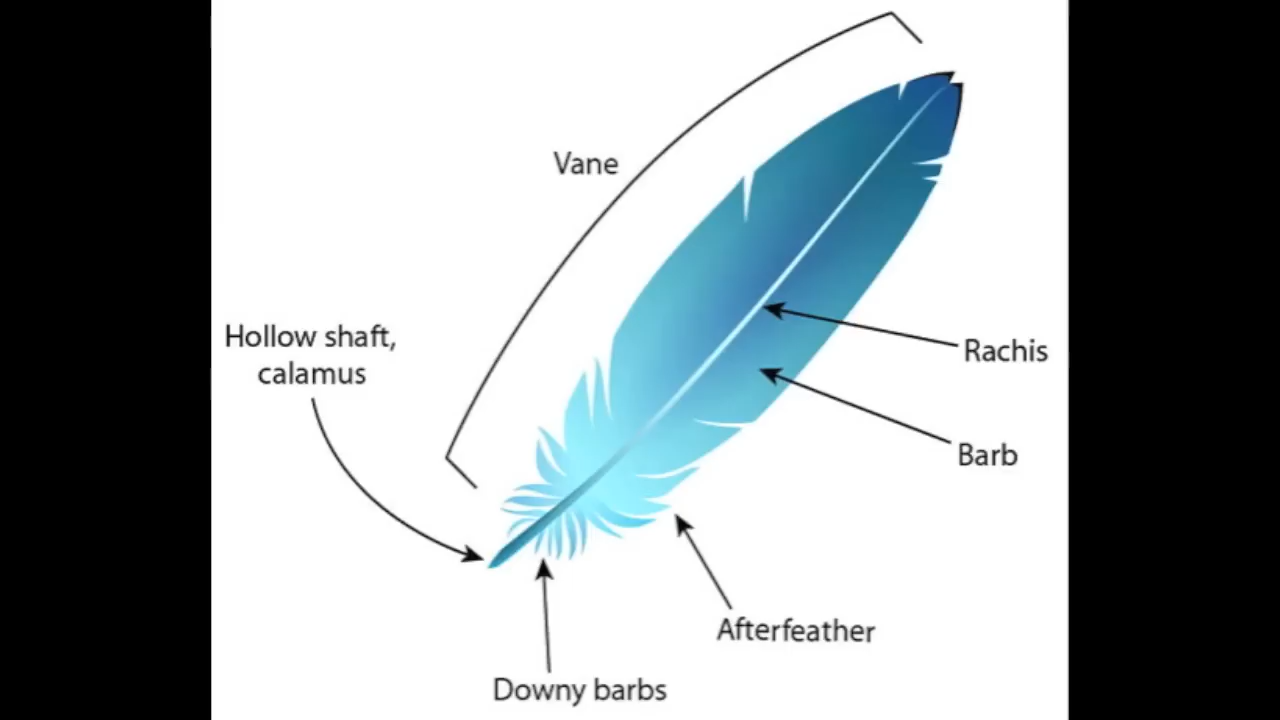 Vane
Hollow shaft,
calamus
Rachis
Barb
Afterfeather
Downy barbs